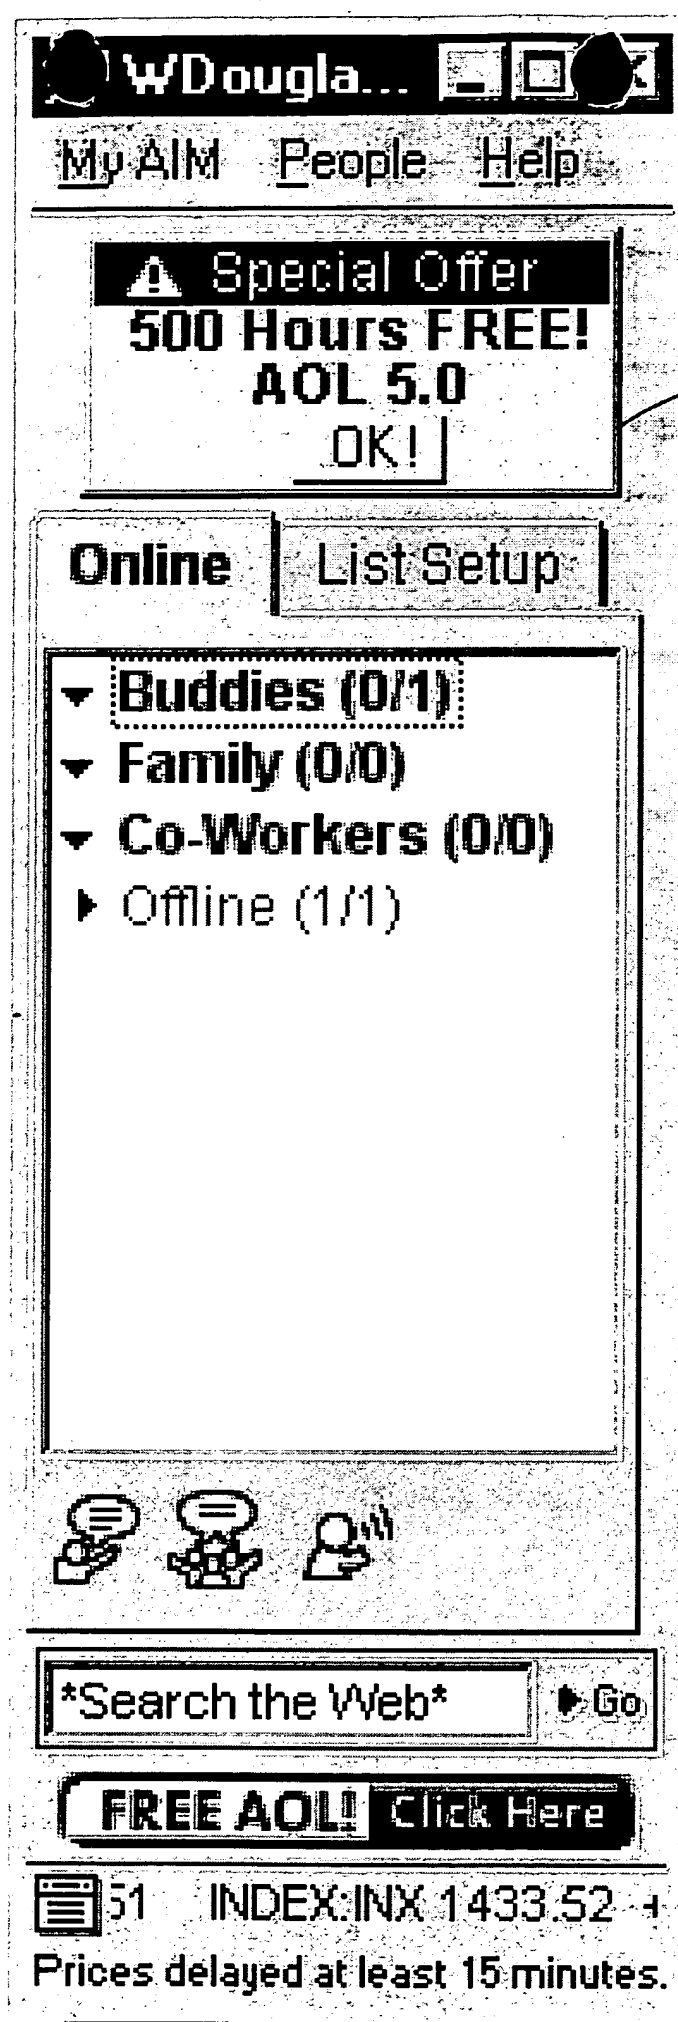 WDougla...
My AIM People Help
Special Offer
500 Hours FREE!
AOL 5.0
OK!
Online List Setup
Buddies (0/1)
Family (0/0)
Co-Workers (0/0)
Offline (1/1)
*Search the Web* Go
FREE AOL! Click Here
51 INDEX:INX 1433.52 +
Prices delayed at least 15 minutes.